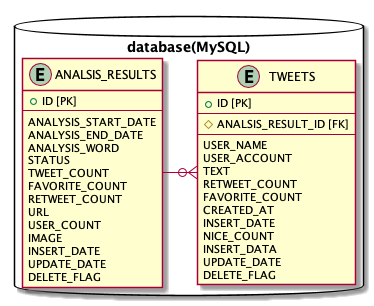 database(MySQL)
E ANALSIS_RESULTS
ID [PK]
ANALYSIS_START_DATE
ANALYSIS_END_DATE
ANALYSIS_WORD
STATUS
TWEET_COUNT
FAVORITE_COUNT
RETWEET_COUNT
URL
USER_COUNT
IMAGE
INSERT_DATE
UPDATE_DATE
DELETE_FLAG
E TWEETS
ID [PK]
ANALSIS_RESULT_ID [FK]
USER_NAME
USER_ACCOUNT
TEXT
RETWEET_COUNT
FAVORITE_COUNT
CREATED_AT
INSERT_DATE
NICE_COUNT
INSERT_DATA
UPDATE_DATE
DELETE_FLAG